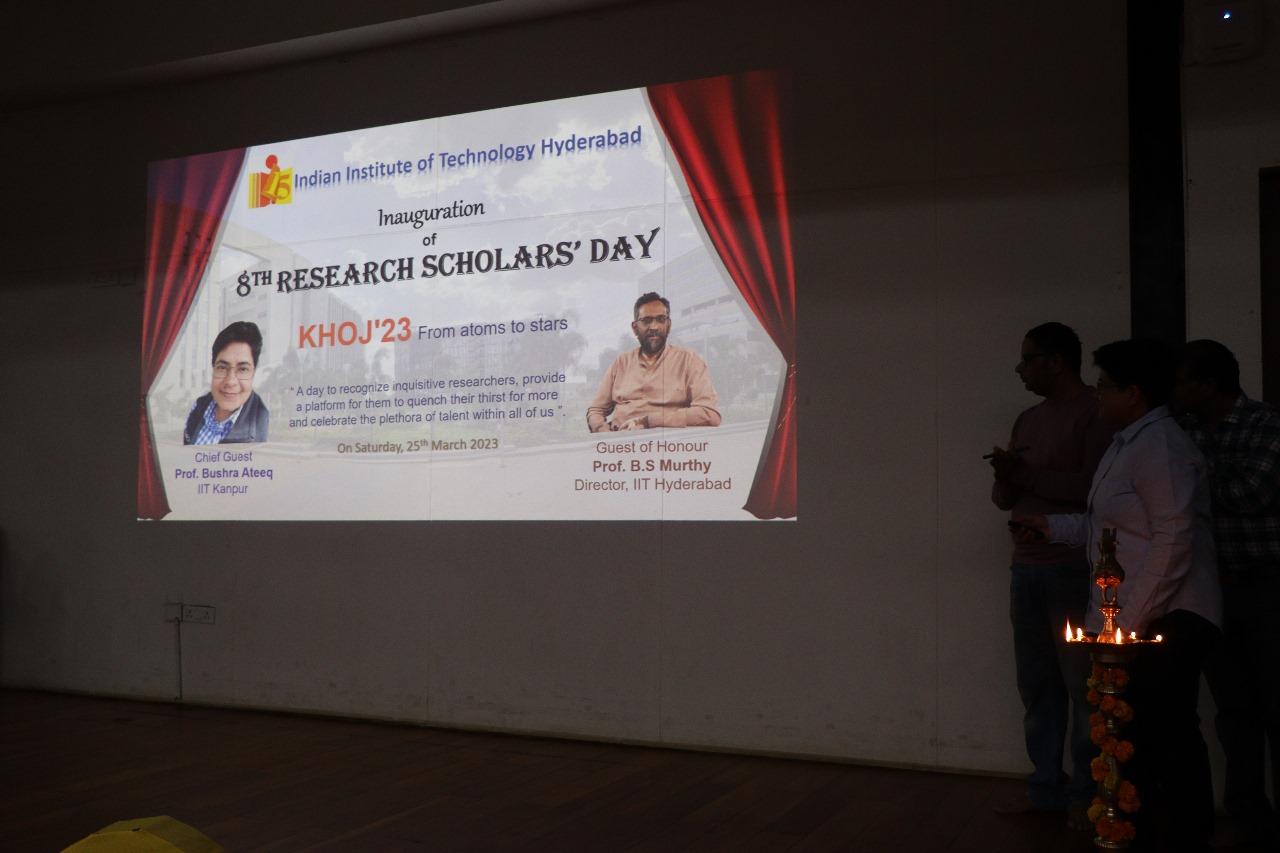 Indian Institute of Technology Hyderabad
Inauguration
of
8TH RESEARCH SCHOLARS' DAY
KHOJ'23 From atoms to stars
" A day to recognize inquisitive researchers, provide
a platform for them to quench their thirst for more
and celebrate the plethora of talent within all of us ".
On Saturday, 25th March 2023
Chief Guest
Prof. Bushra Ateeq
IIT Kanpur
Guest of Honour
Prof. B.S Murthy
Director, IIT Hyderabad